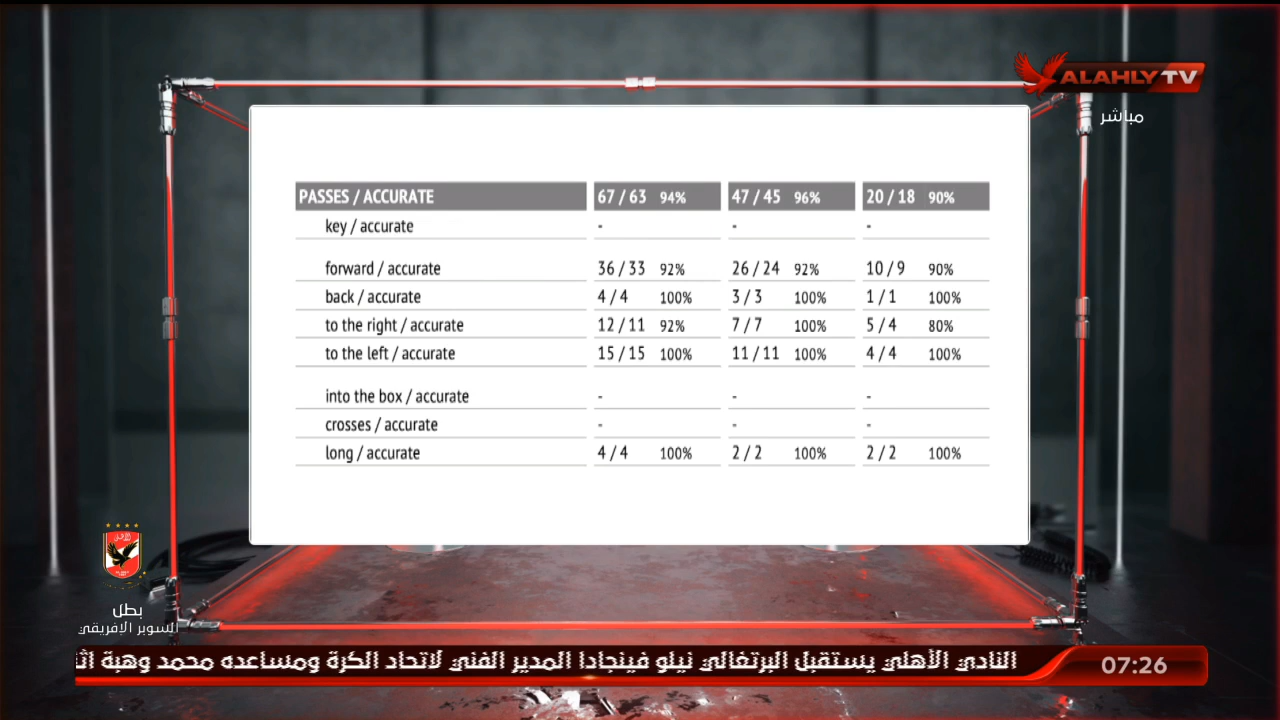 ALAHLY TV
مباشر
PASSES / ACCURATE 67 / 63 94% 47 / 45 96% 20 / 18 90%
key / accurate - - -
forward / accurate 36 / 33 92% 26 / 24 92% 10 / 9 90%
back / accurate 4 / 4 100% 3 / 3 100% 1 / 1 100%
to the right / accurate 12 / 11 92% 7 / 7 100% 5 / 4 80%
to the left / accurate 15 / 15 100% 11 / 11 100% 4 / 4 100%
into the box / accurate - - -
crosses / accurate - - -
long / accurate 4 / 4 100% 2 / 2 100% 2 / 2 100%
بطل
السوبر الإفريقي
النادي الأهلي يستقبل البرتغالي نيلو فينجادا المدير الفني لاتحاد الكرة ومساعده محمد وهبة
07:26